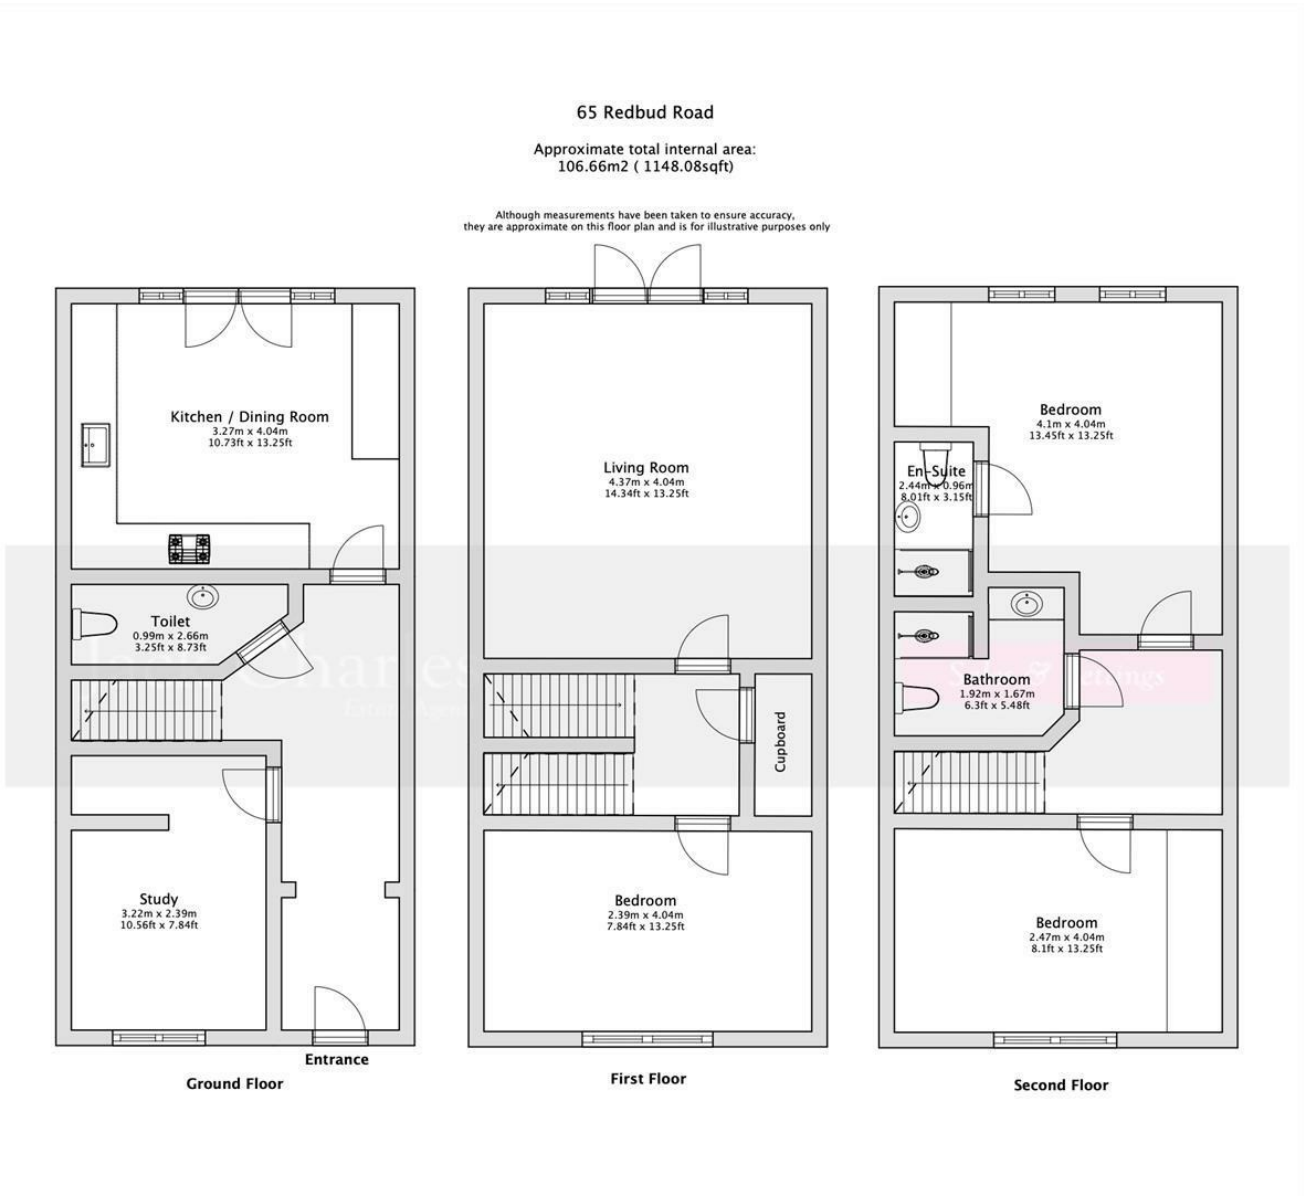 65 Redbud Road
Approximate total internal area:
106.66m2 ( 1148.08sqft)
Although measurements have been taken to ensure accuracy,
they are approximate on this floor plan and is for illustrative purposes only
Kitchen / Dining Room
3.27m x 4.04m
10.73ft x 13.25ft
Toilet
0.99m x 2.66m
3.25ft x 8.73ft
Study
3.22m x 2.39m
10.56ft x 7.84ft
Entrance
Ground Floor
Living Room
4.37m x 4.04m
14.34ft x 13.25ft
Cupboard
Bedroom
2.39m x 4.04m
7.84ft x 13.25ft
First Floor
Bedroom
4.1m x 4.04m
13.45ft x 13.25ft
En-Suite
2.44m x 0.96m
8.01ft x 3.15ft
Bathroom
1.92m x 1.67m
6.3ft x 5.48ft
Bedroom
2.47m x 4.04m
8.1ft x 13.25ft
Second Floor